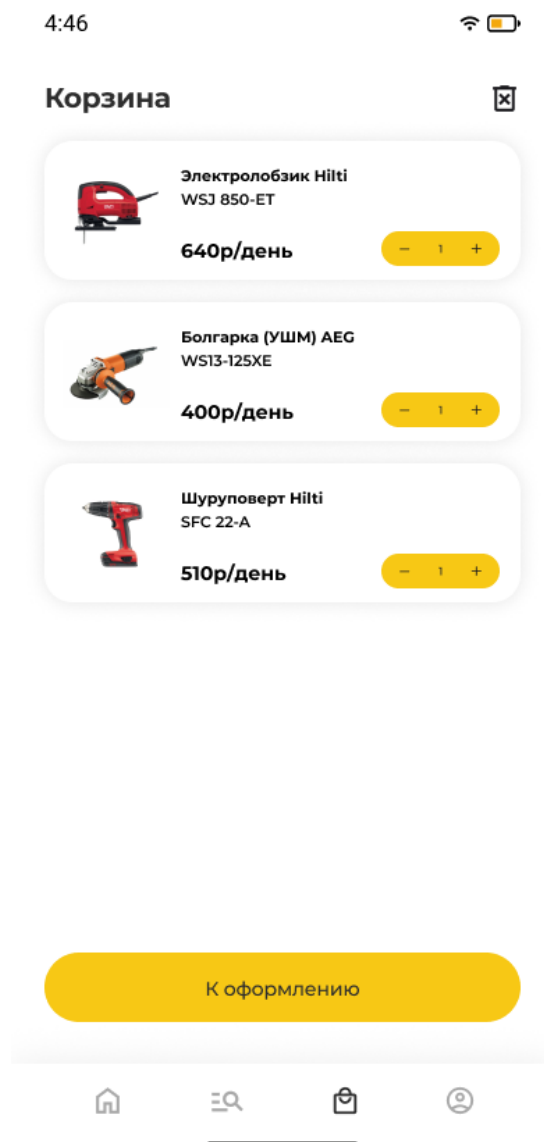 4:46
Корзина
Электролобзик Hilti
WSJ 850-ET
640р/день
− 1 +
Болгарка (УШМ) AEG
WS13-125XE
400р/день
− 1 +
Шуруповерт Hilti
SFC 22-A
510р/день
− 1 +
К оформлению